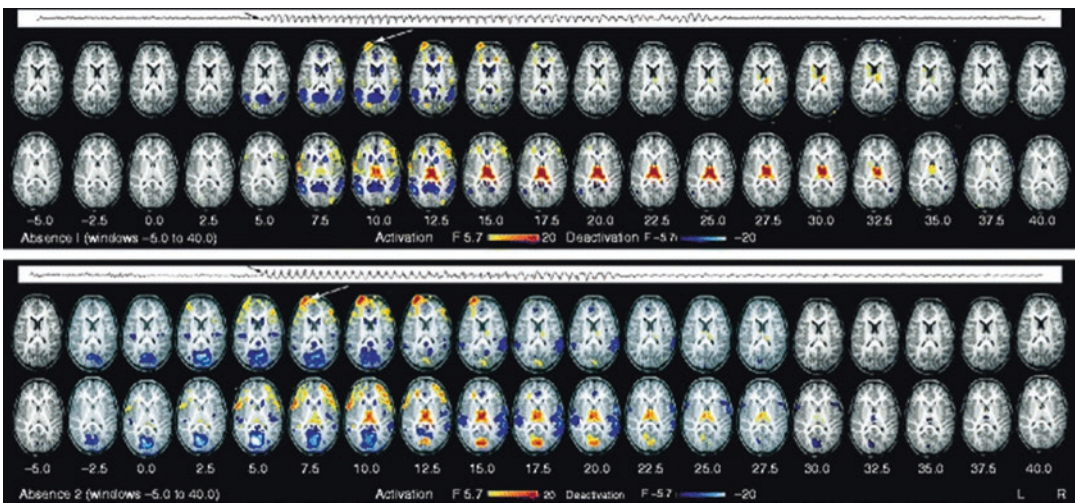 -5.0 -2.5 0.0 2.5 5.0 7.5 10.0 12.5 15.0 17.5 20.0 22.5 25.0 27.5 30.0 32.5 35.0 37.5 40.0
Absence I (windows -5.0 to 40.0) Activation F 5.7 20 Deactivation F -5.7 -20
-5.0 -2.5 0.0 2.5 5.0 7.5 10.0 12.5 15.0 17.5 20.0 22.5 25.0 27.5 30.0 32.5 35.0 37.5 40.0
Absence 2 (windows -5.0 to 40.0) Activation F 5.7 20 Deactivation F -5.7 -20 L R